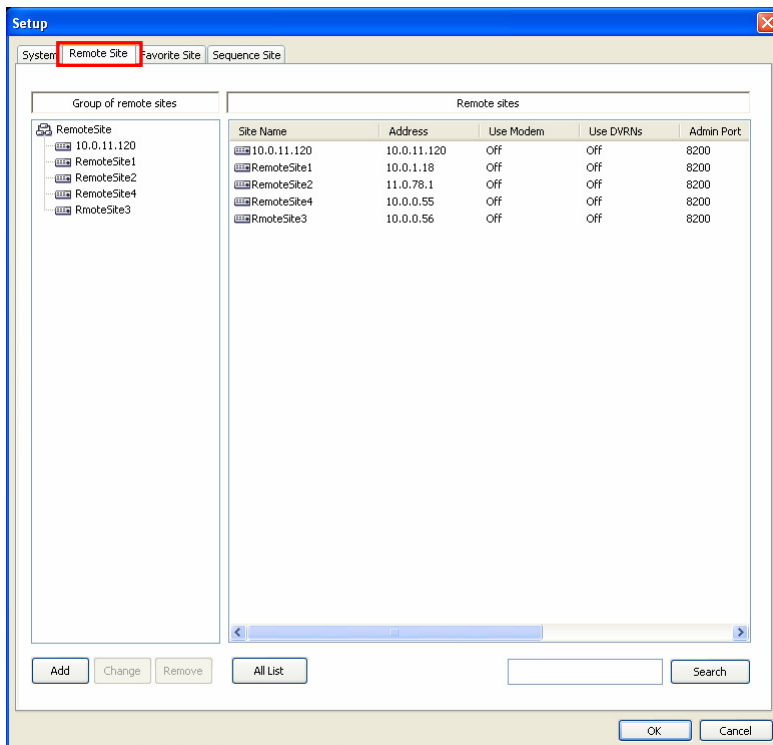 Setup
System Remote Site Favorite Site Sequence Site
Group of remote sites
Remote sites
RemoteSite
10.0.11.120
RemoteSite1
RemoteSite2
RemoteSite4
RmoteSite3
Site Name Address Use Modem Use DVRNs Admin Port
10.0.11.120 10.0.11.120 Off Off 8200
RemoteSite1 10.0.1.18 Off Off 8200
RemoteSite2 11.0.78.1 Off Off 8200
RemoteSite4 10.0.0.55 Off Off 8200
RmoteSite3 10.0.0.56 Off Off 8200
Add Change Remove All List Search
OK Cancel